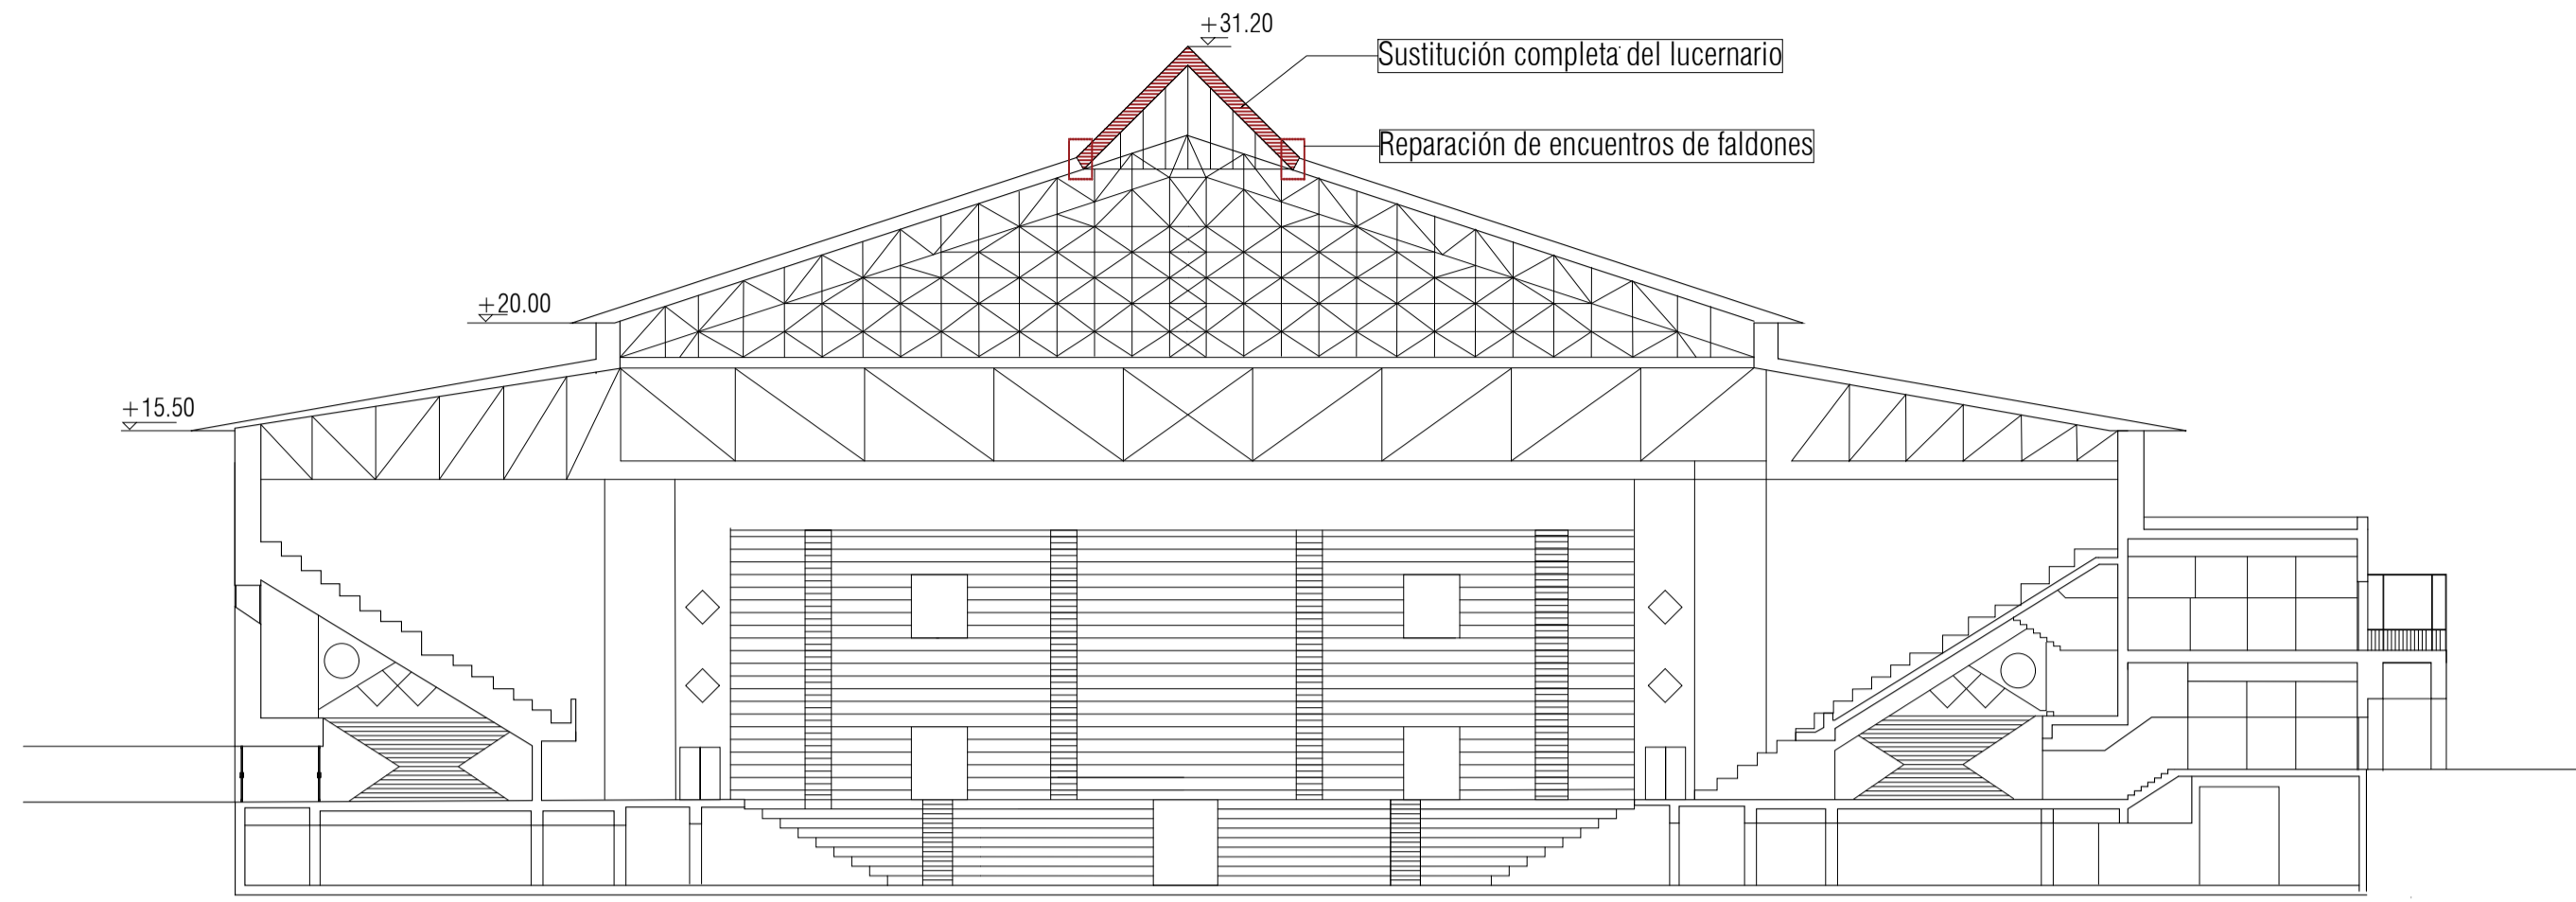 +31.20
Sustitución completa del lucernario
Reparación de encuentros de faldones
+20.00
+15.50